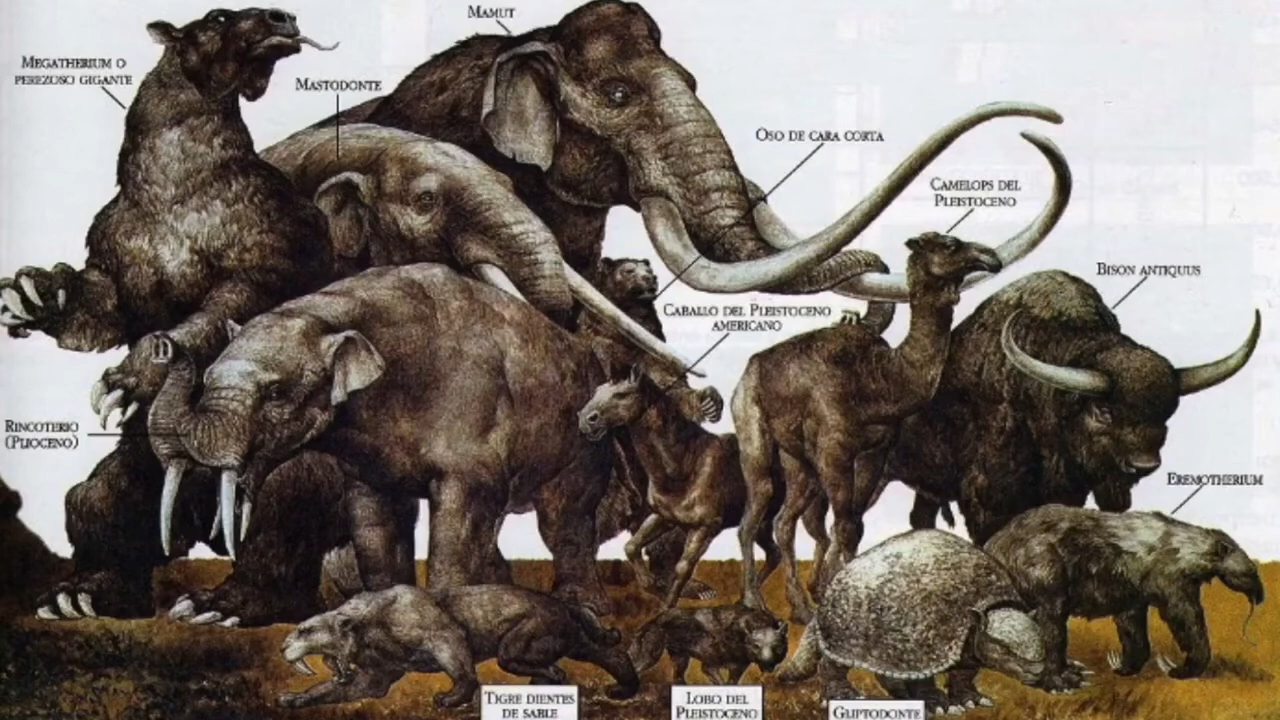 MAMUT
MEGATHERIUM O
PEREZOSO GIGANTE
MASTODONTE
OSO DE CARA CORTA
CAMELOPS DEL
PLEISTOCENO
BISON ANTIQUUS
CABALLO DEL PLEISTOCENO
AMERICANO
RINCOTERIO
(PLIOCENO)
EREMOTHERIUM
TIGRE DIENTES
DE SABLE
LOBO DEL
PLEISTOCENO
GLIPTODONTE